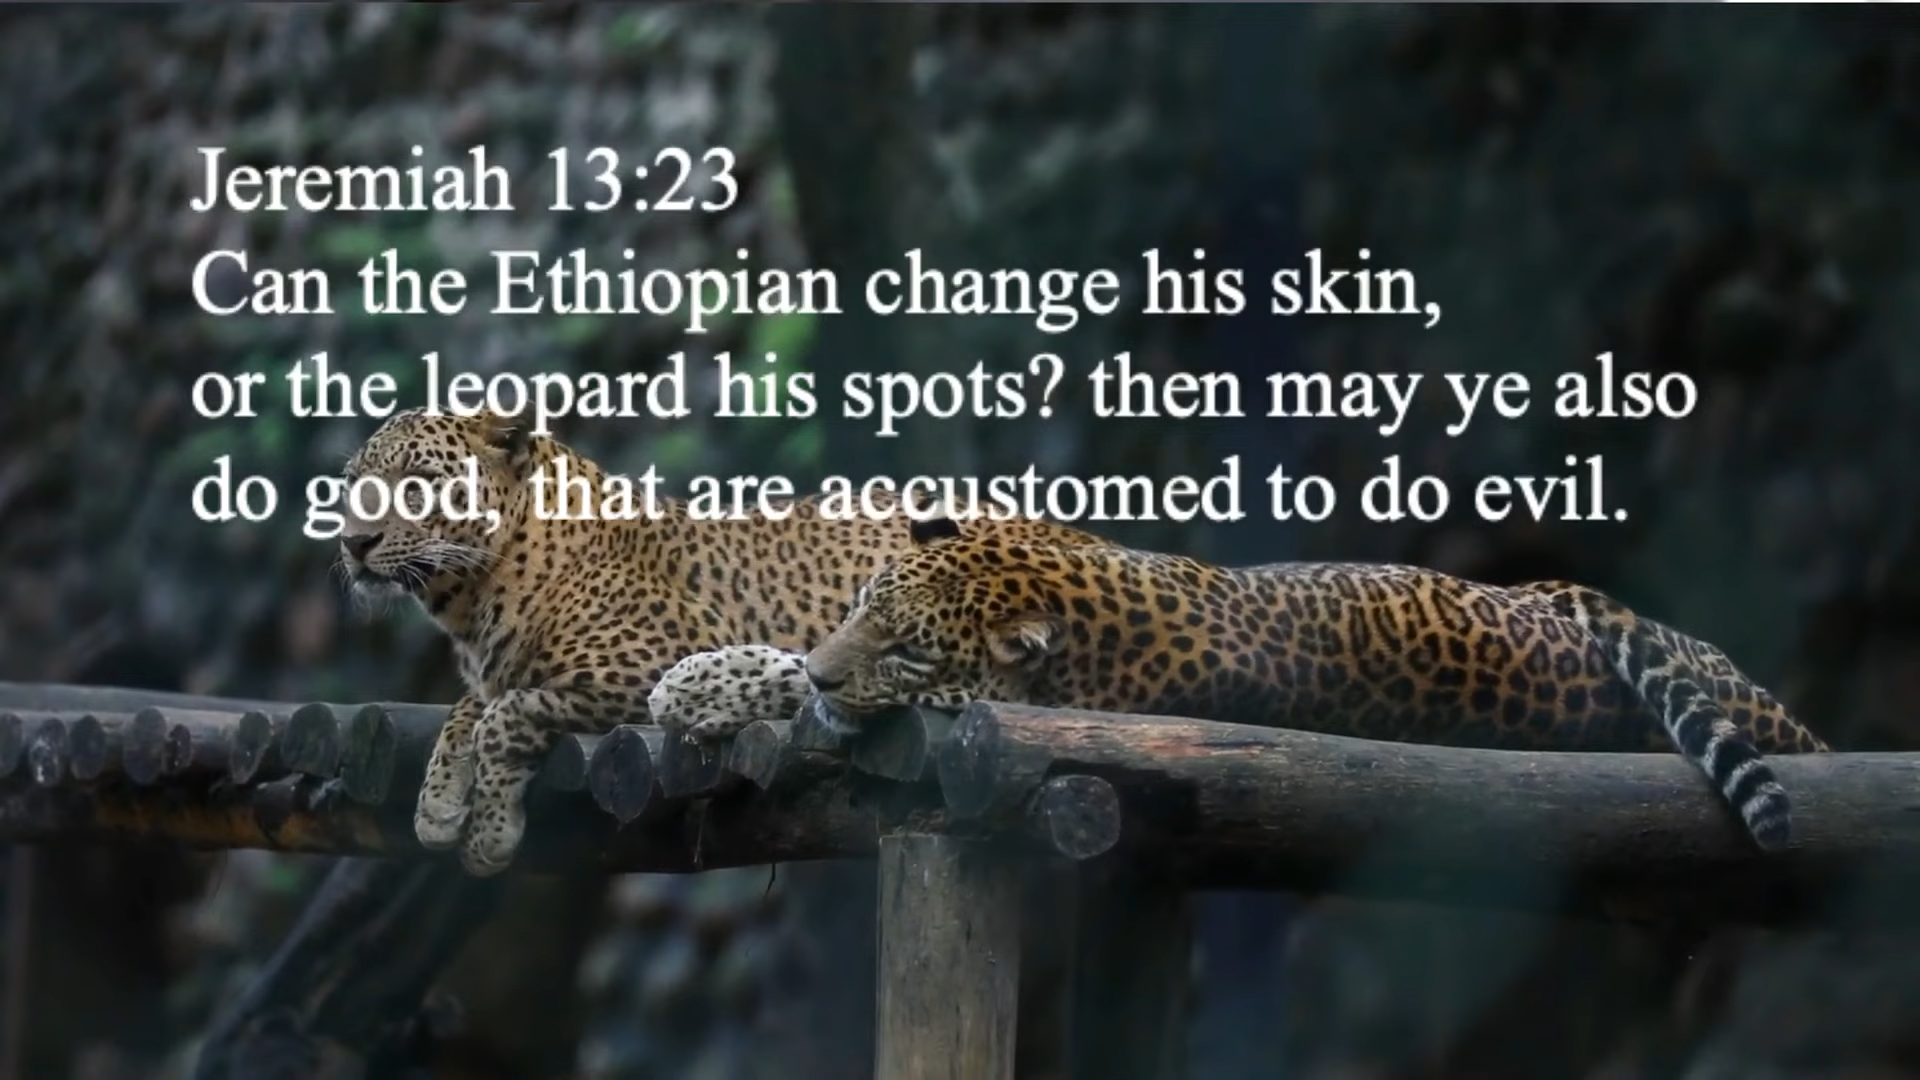 Jeremiah 13:23
Can the Ethiopian change his skin,
or the leopard his spots? then may ye also
do good, that are accustomed to do evil.